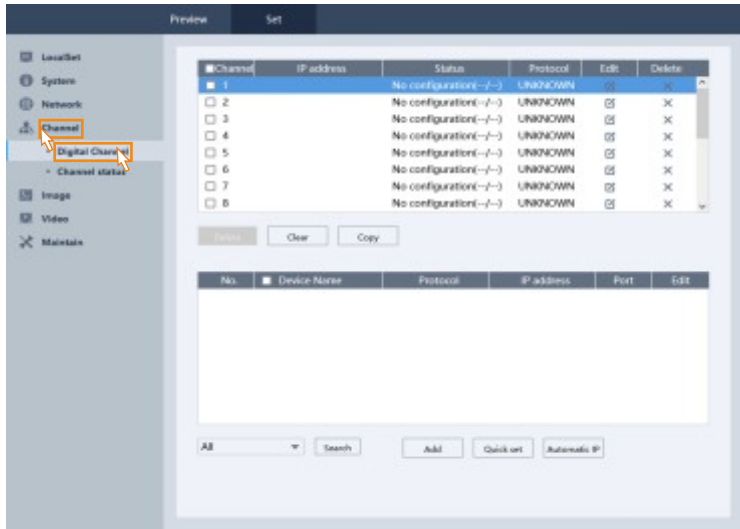 Preview Set
LocalSet
System
Network
Channel
Digital Channel
Channel status
Image
Video
Maintain
Channel IP address Status Protocol Edit Delete
1 No configuration(--/--) UNKNOWN
2 No configuration(--/--) UNKNOWN
3 No configuration(--/--) UNKNOWN
4 No configuration(--/--) UNKNOWN
5 No configuration(--/--) UNKNOWN
6 No configuration(--/--) UNKNOWN
7 No configuration(--/--) UNKNOWN
8 No configuration(--/--) UNKNOWN
Delete Clear Copy
No. Device Name Protocol IP address Port Edit
All Search Add Quick set Automatic IP